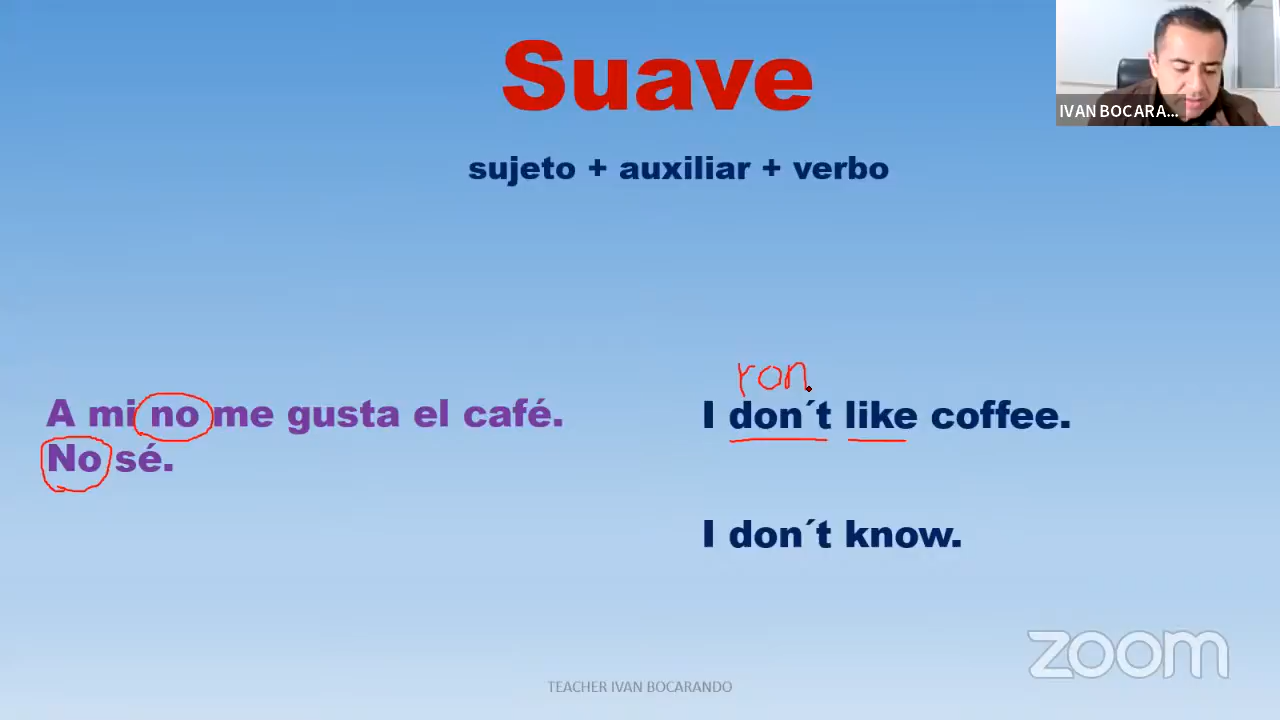 Suave
IVAN BOCARA...
sujeto + auxiliar + verbo
ron
A mi no me gusta el café.
No sé.
I don´t like coffee.
I don´t know.
zoom
TEACHER IVAN BOCARANDO